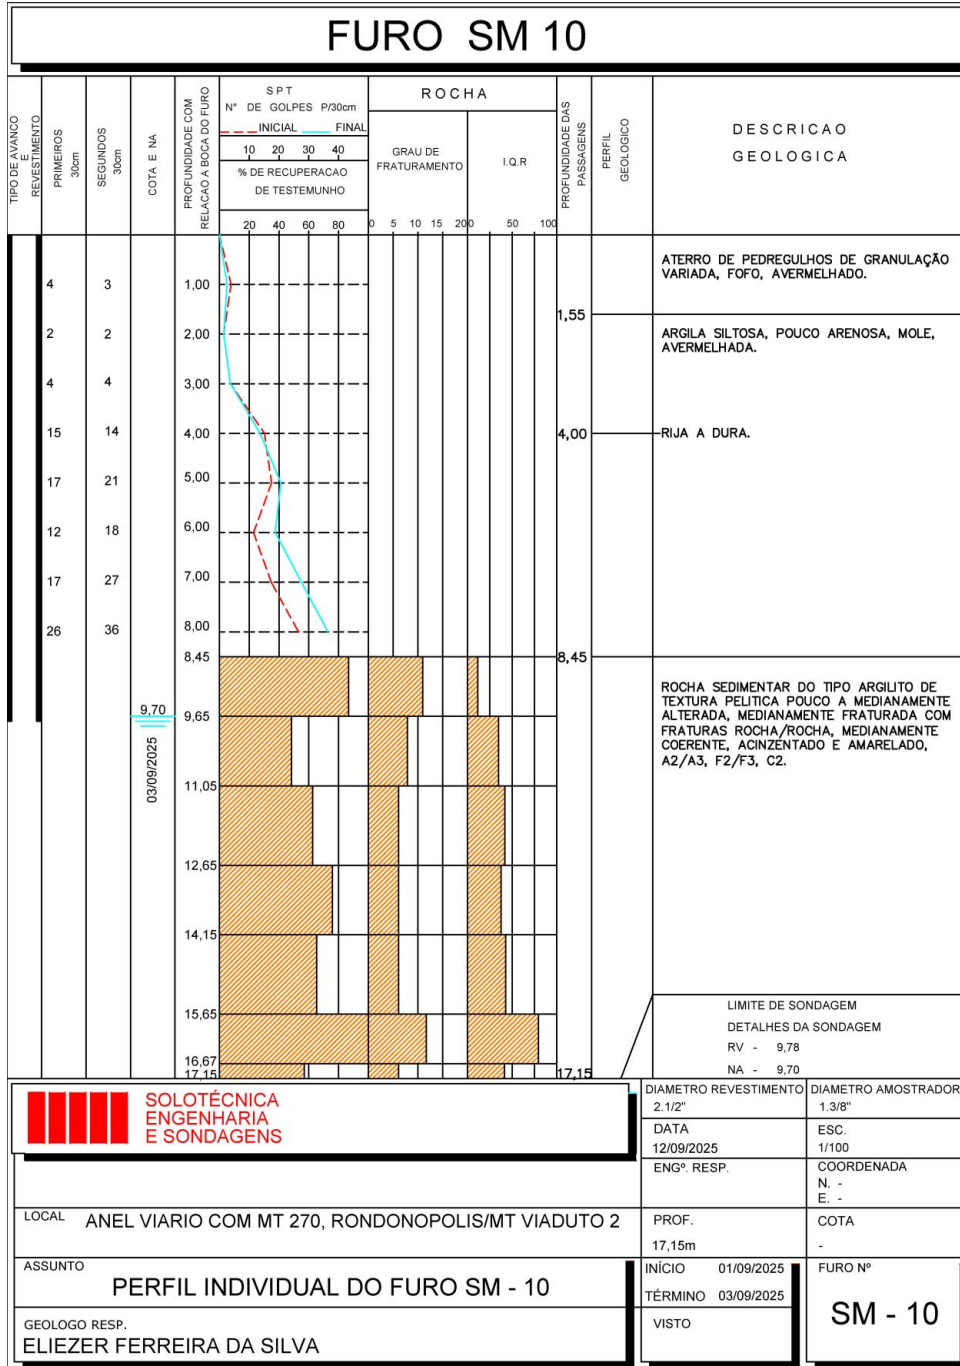 FURO SM 10
TIPO DE AVANCO
E
REVESTIMENTO
PRIMEIROS
30cm
SEGUNDOS
30cm
COTA E NA
PROFUNDIDADE COM
RELACAO A BOCA DO FURO
SPT
N° DE GOLPES P/30cm
INICIAL FINAL
10 20 30 40
% DE RECUPERACAO
DE TESTEMUNHO
20 40 60 80
ROCHA
GRAU DE
FRATURAMENTO
0 5 10 15 20
I.Q.R
0 50 100
PROFUNDIDADE DAS
PASSAGENS
PERFIL
GEOLOGICO
DESCRICAO
GEOLOGICA
ATERRO DE PEDREGULHOS DE GRANULAÇÃO
VARIADA, FOFO, AVERMELHADO.
4 3 1,00
1,55
2 2 2,00
ARGILA SILTOSA, POUCO ARENOSA, MOLE,
AVERMELHADA.
4 4 3,00
15 14 4,00 4,00 RIJA A DURA.
17 21 5,00
12 18 6,00
17 27 7,00
26 36 8,00
8,45 8,45
ROCHA SEDIMENTAR DO TIPO ARGILITO DE
TEXTURA PELITICA POUCO A MEDIANAMENTE
ALTERADA, MEDIANAMENTE FRATURADA COM
FRATURAS ROCHA/ROCHA, MEDIANAMENTE
COERENTE, ACINZENTADO E AMARELADO,
A2/A3, F2/F3, C2.
9,70 9,65
03/09/2025
11,05
12,65
14,15
15,65
16,67
17,15 17,15
LIMITE DE SONDAGEM
DETALHES DA SONDAGEM
RV - 9,78
NA - 9,70
SOLOTÉCNICA
ENGENHARIA
E SONDAGENS
DIAMETRO REVESTIMENTO DIAMETRO AMOSTRADOR
2.1/2" 1.3/8"
DATA ESC.
12/09/2025 1/100
ENGº. RESP. COORDENADA
N. -
E. -
LOCAL ANEL VIARIO COM MT 270, RONDONOPOLIS/MT VIADUTO 2
PROF. COTA
17,15m -
ASSUNTO
PERFIL INDIVIDUAL DO FURO SM - 10
INÍCIO 01/09/2025 FURO Nº
TÉRMINO 03/09/2025
SM - 10
GEOLOGO RESP. VISTO
ELIEZER FERREIRA DA SILVA